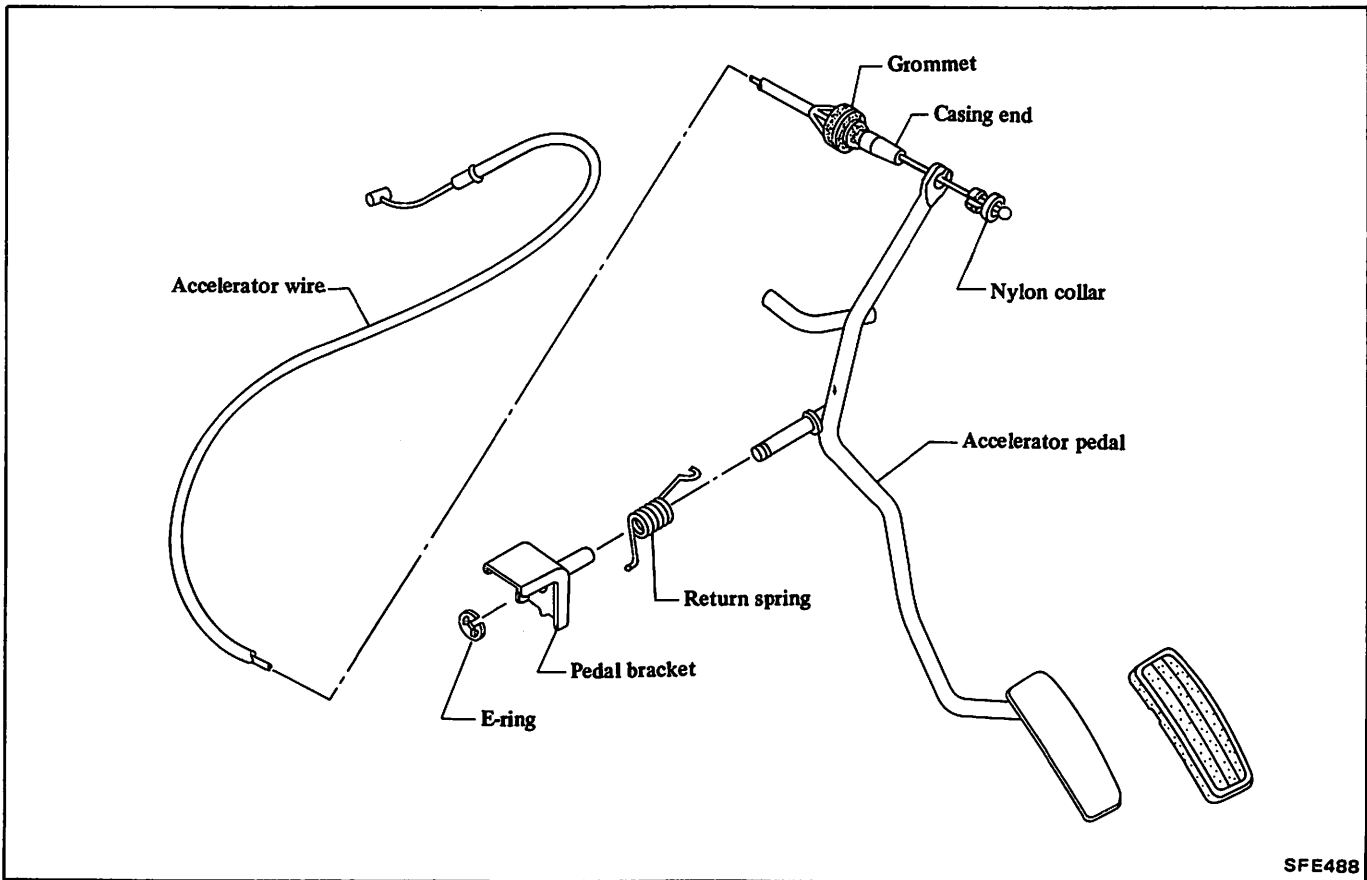 Grommet
Casing end
Accelerator wire
Nylon collar
Accelerator pedal
Return spring
Pedal bracket
E-ring
SFE488